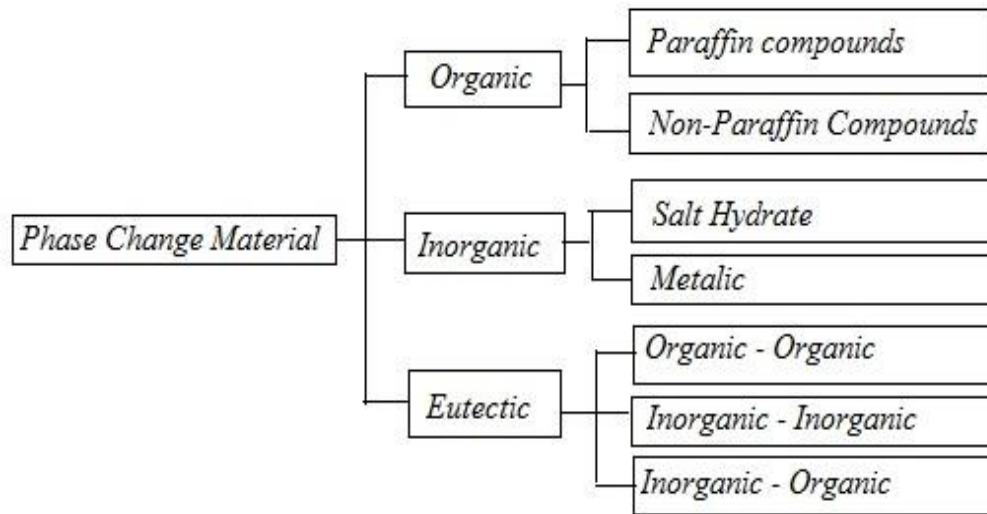 Paraffin compounds
Organic
Non-Paraffin Compounds
Salt Hydrate
Phase Change Material
Inorganic
Metalic
Organic - Organic
Eutectic
Inorganic - Inorganic
Inorganic - Organic